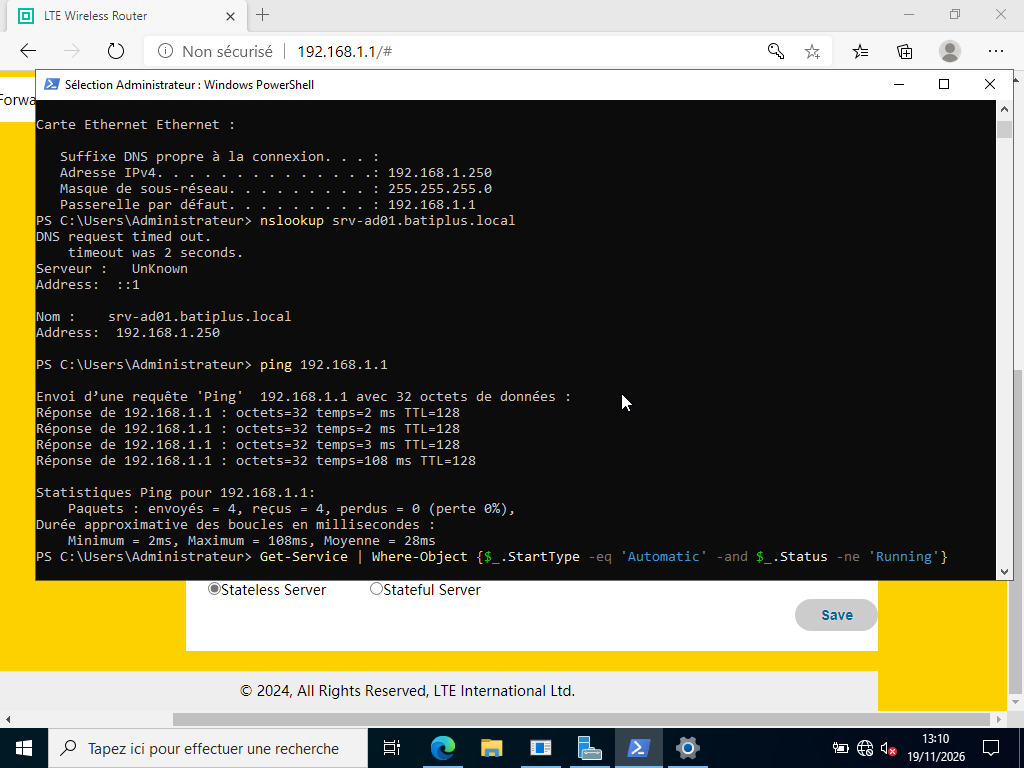 LTE Wireless Router
Non sécurisé
192.168.1.1/#
Forwa
Sélection Administrateur : Windows PowerShell
Carte Ethernet Ethernet :
Suffixe DNS propre à la connexion. . . :
Adresse IPv4. . . . . . . . . . . . . .: 192.168.1.250
Masque de sous-réseau. . . . . . . . . : 255.255.255.0
Passerelle par défaut. . . . . . . . . : 192.168.1.1
PS C:\Users\Administrateur> nslookup srv-ad01.batiplus.local
DNS request timed out.
timeout was 2 seconds.
Serveur :   UnKnown
Address:  ::1
Nom :    srv-ad01.batiplus.local
Address:  192.168.1.250
PS C:\Users\Administrateur> ping 192.168.1.1
Envoi d’une requête 'Ping'  192.168.1.1 avec 32 octets de données :
Réponse de 192.168.1.1 : octets=32 temps=2 ms TTL=128
Réponse de 192.168.1.1 : octets=32 temps=2 ms TTL=128
Réponse de 192.168.1.1 : octets=32 temps=3 ms TTL=128
Réponse de 192.168.1.1 : octets=32 temps=108 ms TTL=128
Statistiques Ping pour 192.168.1.1:
Paquets : envoyés = 4, reçus = 4, perdus = 0 (perte 0%),
Durée approximative des boucles en millisecondes :
Minimum = 2ms, Maximum = 108ms, Moyenne = 28ms
PS C:\Users\Administrateur> Get-Service | Where-Object {$_.StartType -eq 'Automatic' -and $_.Status -ne 'Running'}
Stateless Server
Stateful Server
Save
© 2024, All Rights Reserved, LTE International Ltd.
Tapez ici pour effectuer une recherche
13:10
19/11/2026